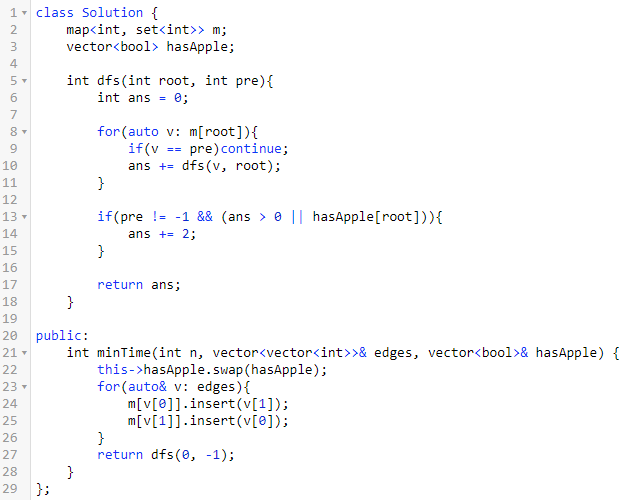 1 class Solution {
2     map<int, set<int>> m;
3     vector<bool> hasApple;
4
5     int dfs(int root, int pre){
6         int ans = 0;
7
8         for(auto v: m[root]){
9             if(v == pre)continue;
10             ans += dfs(v, root);
11         }
12
13         if(pre != -1 && (ans > 0 || hasApple[root])){
14             ans += 2;
15         }
16
17         return ans;
18     }
19
20 public:
21     int minTime(int n, vector<vector<int>>& edges, vector<bool>& hasApple) {
22         this->hasApple.swap(hasApple);
23         for(auto& v: edges){
24             m[v[0]].insert(v[1]);
25             m[v[1]].insert(v[0]);
26         }
27         return dfs(0, -1);
28     }
29 };